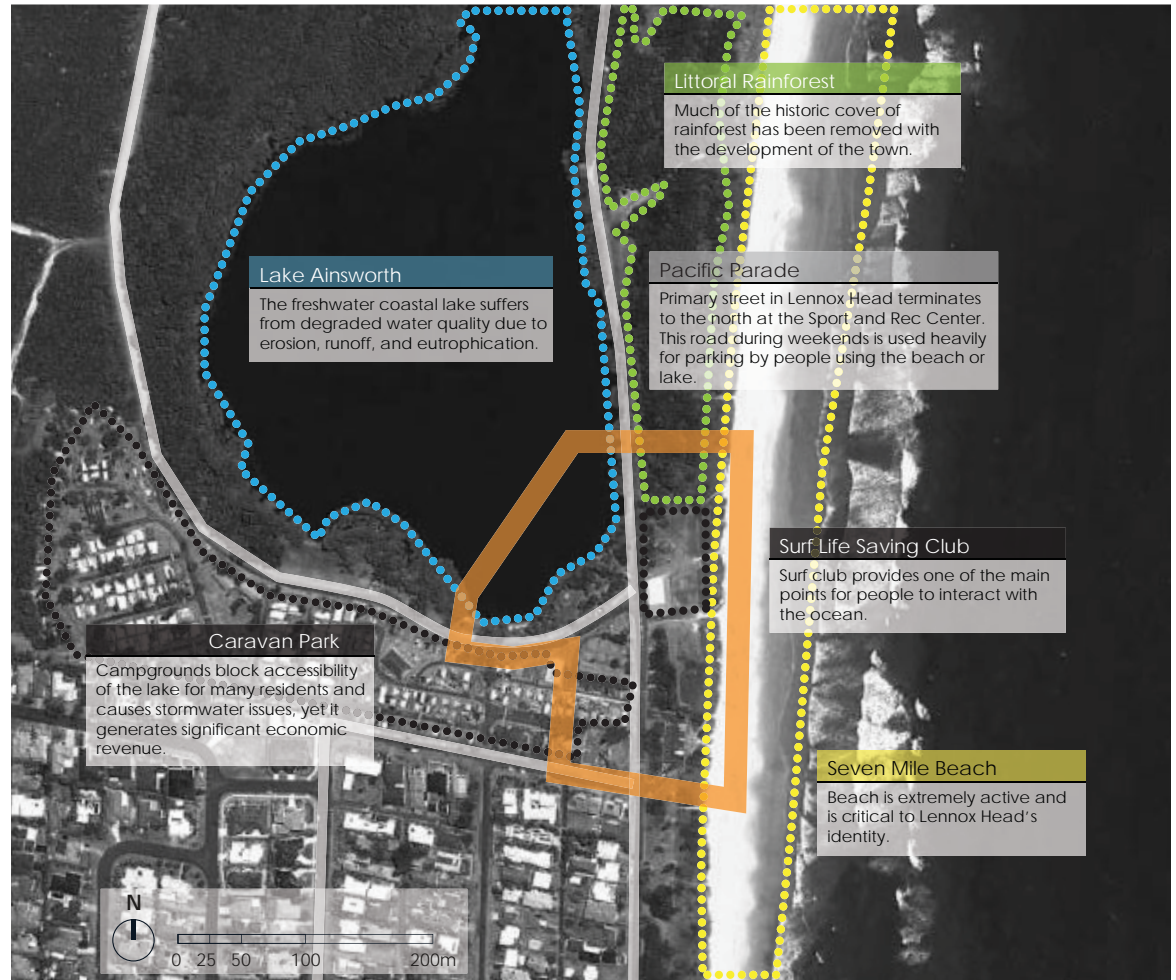 Littoral Rainforest
Much of the historic cover of
rainforest has been removed with
the development of the town.
Lake Ainsworth
The freshwater coastal lake suffers
from degraded water quality due to
erosion, runoff, and eutrophication.
Pacific Parade
Primary street in Lennox Head terminates
to the north at the Sport and Rec Center.
This road during weekends is used heavily
for parking by people using the beach or
lake.
Surf Life Saving Club
Surf club provides one of the main
points for people to interact with
the ocean.
Caravan Park
Campgrounds block accessibility
of the lake for many residents and
causes stormwater issues, yet it
generates significant economic
revenue.
Seven Mile Beach
Beach is extremely active and
is critical to Lennox Head's
identity.
N
0 25 50 100 200m